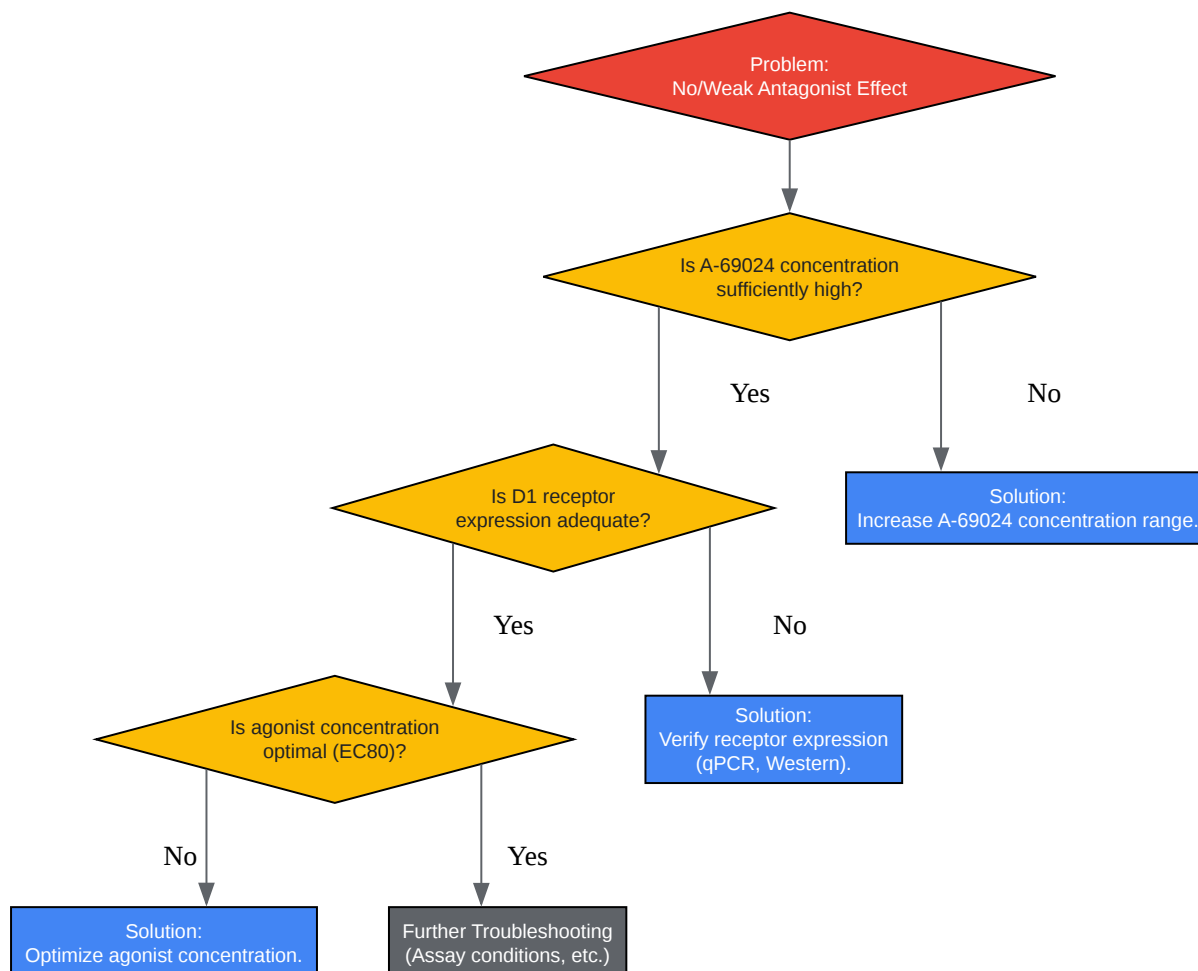 Problem:
No/Weak Antagonist Effect
Is A-69024 concentration
sufficiently high?
Yes
No
Is D1 receptor
expression adequate?
Solution:
Increase A-69024 concentration range.
Yes
No
Is agonist concentration
optimal (EC80)?
Solution:
Verify receptor expression
(qPCR, Western).
No
Yes
Solution:
Optimize agonist concentration.
Further Troubleshooting
(Assay conditions, etc.)